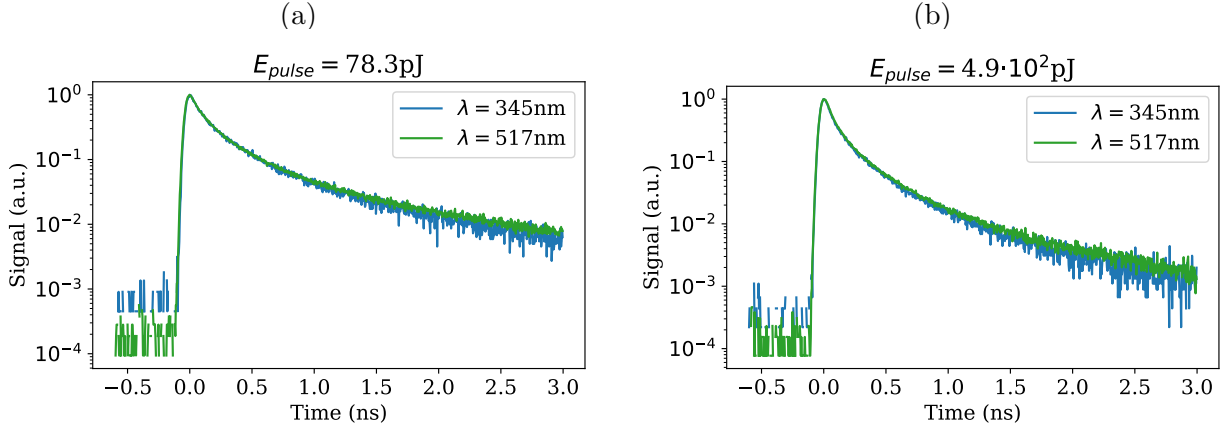 (a)
E_pulse = 78.3pJ
λ = 345nm
λ = 517nm
Signal (a.u.)
10⁰
10⁻¹
10⁻²
10⁻³
10⁻⁴
−0.5 0.0 0.5 1.0 1.5 2.0 2.5 3.0
Time (ns)
(b)
E_pulse = 4.9·10²pJ
λ = 345nm
λ = 517nm
Signal (a.u.)
10⁰
10⁻¹
10⁻²
10⁻³
10⁻⁴
−0.5 0.0 0.5 1.0 1.5 2.0 2.5 3.0
Time (ns)